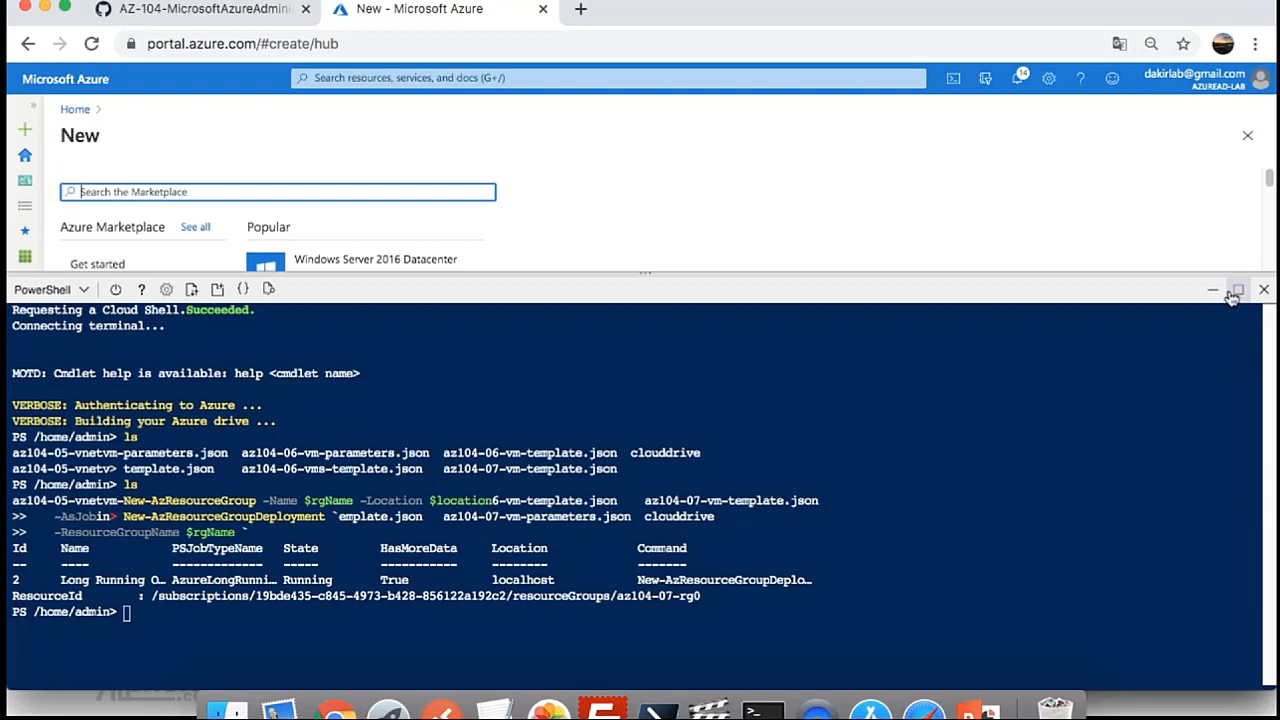 AZ-104-MicrosoftAzureAdmini
New - Microsoft Azure
portal.azure.com/#create/hub
Microsoft Azure
Search resources, services, and docs (G+/)
14
dakirlab@gmail.com
AZUREAD-LAB
Home
New
Search the Marketplace
Azure Marketplace See all Popular
Get started
Windows Server 2016 Datacenter
PowerShell
Requesting a Cloud Shell.Succeeded.
Connecting terminal...
MOTD: Cmdlet help is available: help <cmdlet name>
VERBOSE: Authenticating to Azure ...
VERBOSE: Building your Azure drive ...
PS /home/admin> ls
az104-05-vnetvm-parameters.json az104-06-vm-parameters.json az104-06-vm-template.json clouddrive
az104-05-vnetv> template.json az104-06-vms-template.json az104-07-vm-template.json
PS /home/admin> ls
az104-05-vnetvm-New-AzResourceGroup -Name $rgName -Location $location6-vm-template.json az104-07-vm-template.json
>> -AsJobin> New-AzResourceGroupDeployment `emplate.json az104-07-vm-parameters.json clouddrive
>> -ResourceGroupName $rgName `
Id Name PSJobTypeName State HasMoreData Location Command
-- ---- ------------- ----- ----------- -------- -------
2 Long Running O… AzureLongRunni… Running True localhost New-AzResourceGroupDeplo…
ResourceId : /subscriptions/19bde435-c845-4973-b428-856122a192c2/resourceGroups/az104-07-rg0
PS /home/admin>